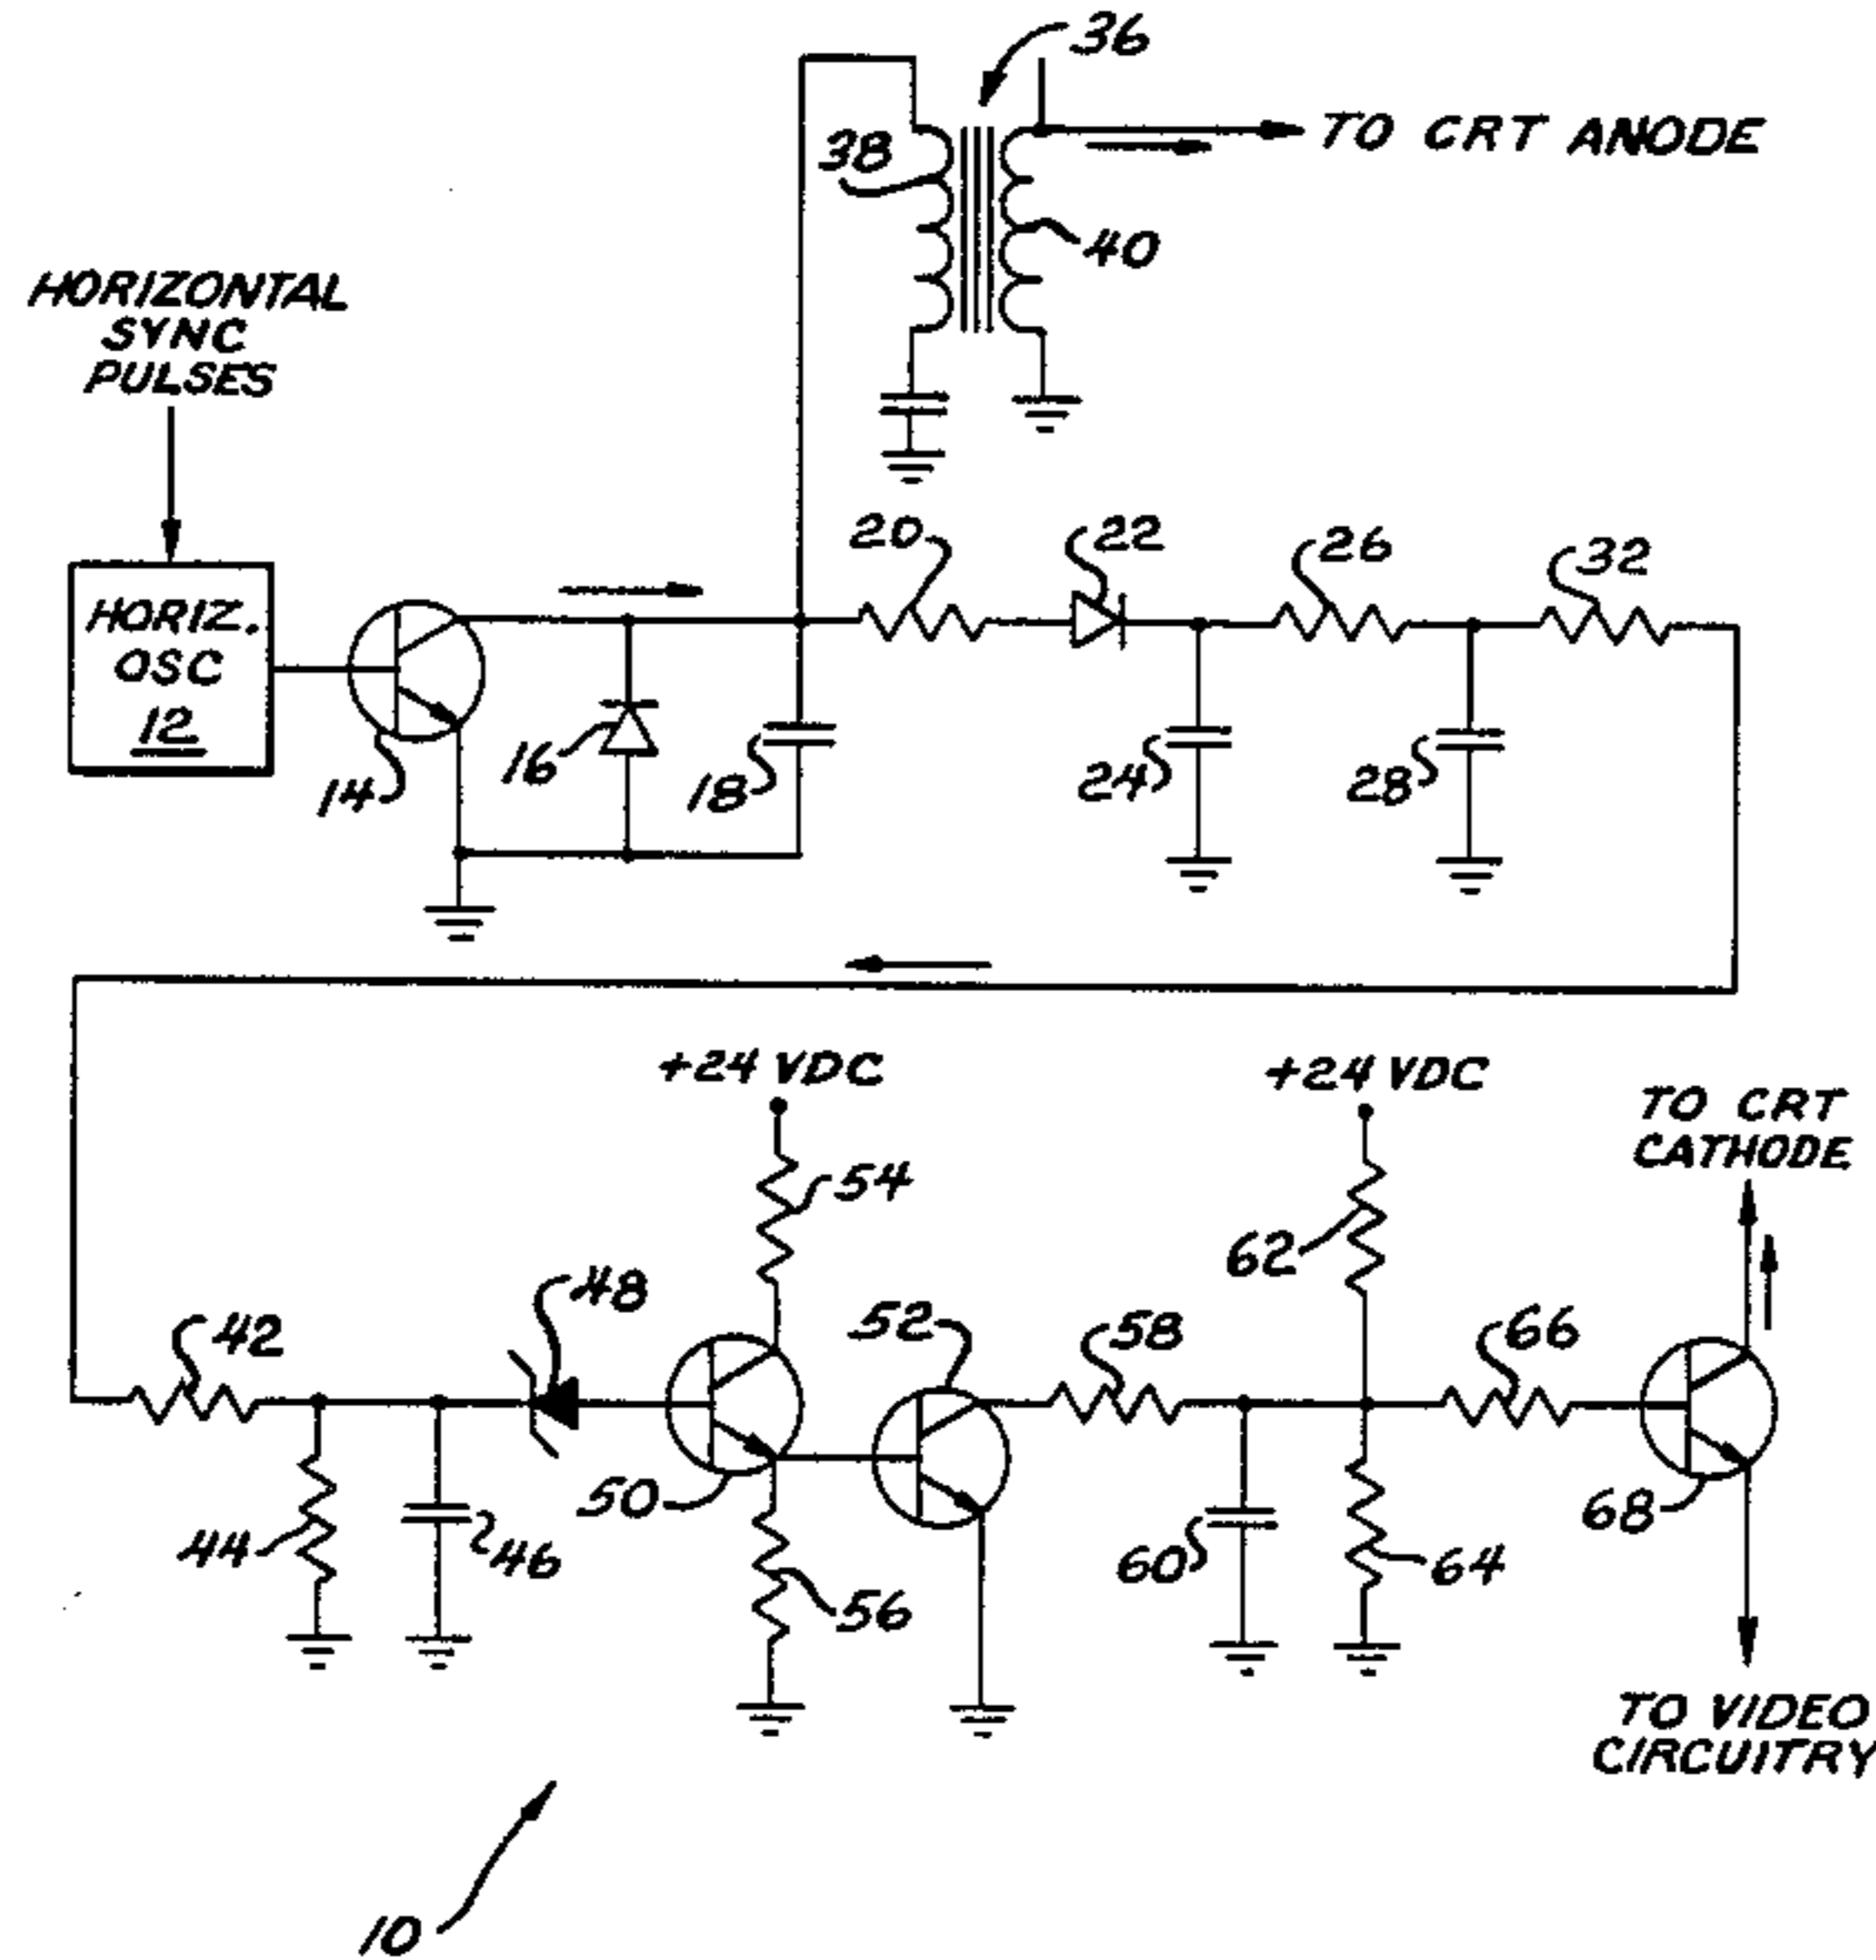 36
TO CRT ANODE
38
40
HORIZONTAL
SYNC
PULSES
20
22
26
32
HORIZ.
OSC
12
14
16
18
24
28
+24 VDC
+24 VDC
TO CRT
CATHODE
54
62
48
42
52
58
66
50
68
44
46
60
64
56
TO VIDEO
CIRCUITRY
10